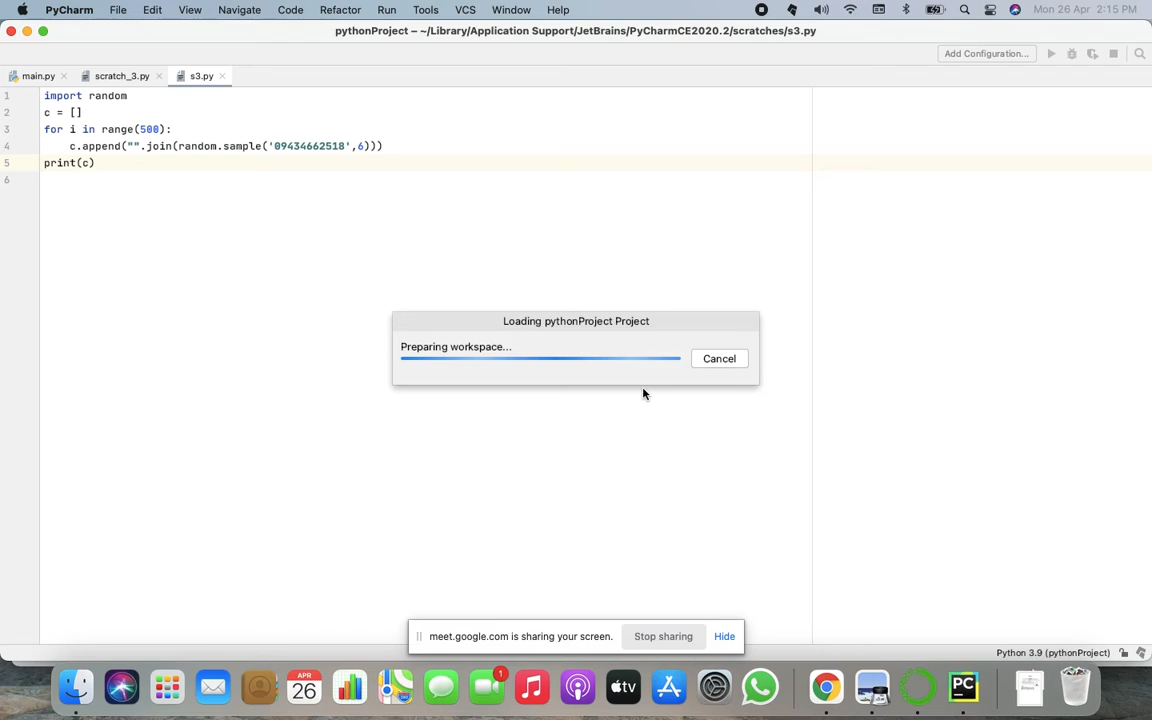 PyCharm File Edit View Navigate Code Refactor Run Tools VCS Window Help Mon 26 Apr 2:15 PM
pythonProject – ~/Library/Application Support/JetBrains/PyCharmCE2020.2/scratches/s3.py
Add Configuration...
main.py scratch_3.py s3.py
1 import random
2 c = []
3 for i in range(500):
4 c.append("".join(random.sample('09434662518',6)))
5 print(c)
6
Loading pythonProject Project
Preparing workspace...
Cancel
meet.google.com is sharing your screen. Stop sharing Hide
Python 3.9 (pythonProject)
APR
26
1
tv
PC